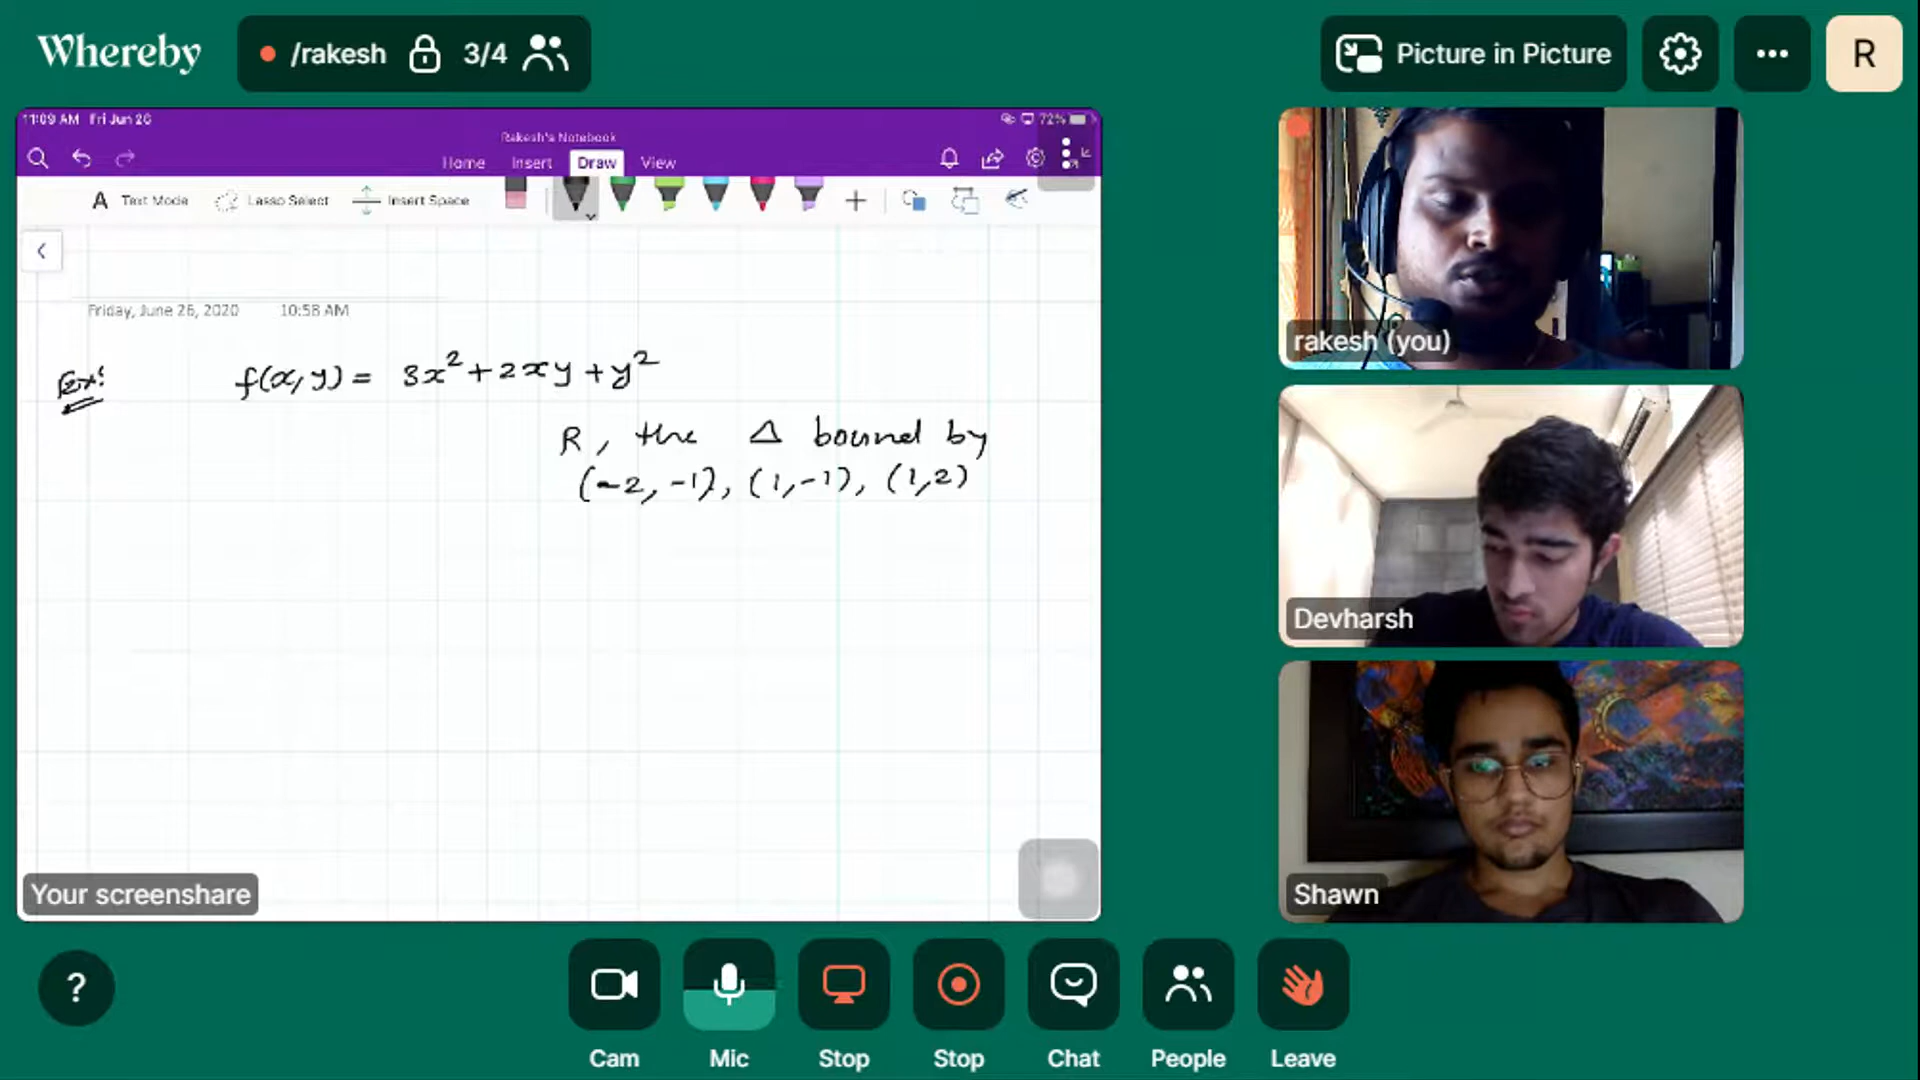 Whereby
/rakesh 3/4
Picture in Picture
R
11:09 AM Fri Jun 26
72%
Rakesh's Notebook
Home Insert Draw View
A Text Mode Lasso Select Insert Space
Friday, June 26, 2020 10:58 AM
Ex: f(x,y) = 3x²+2xy+y²
R, the Δ bound by
(-2, -1), (1,-1), (1,2)
Your screenshare
rakesh (you)
Devharsh
Shawn
?
Cam Mic Stop Stop Chat People Leave